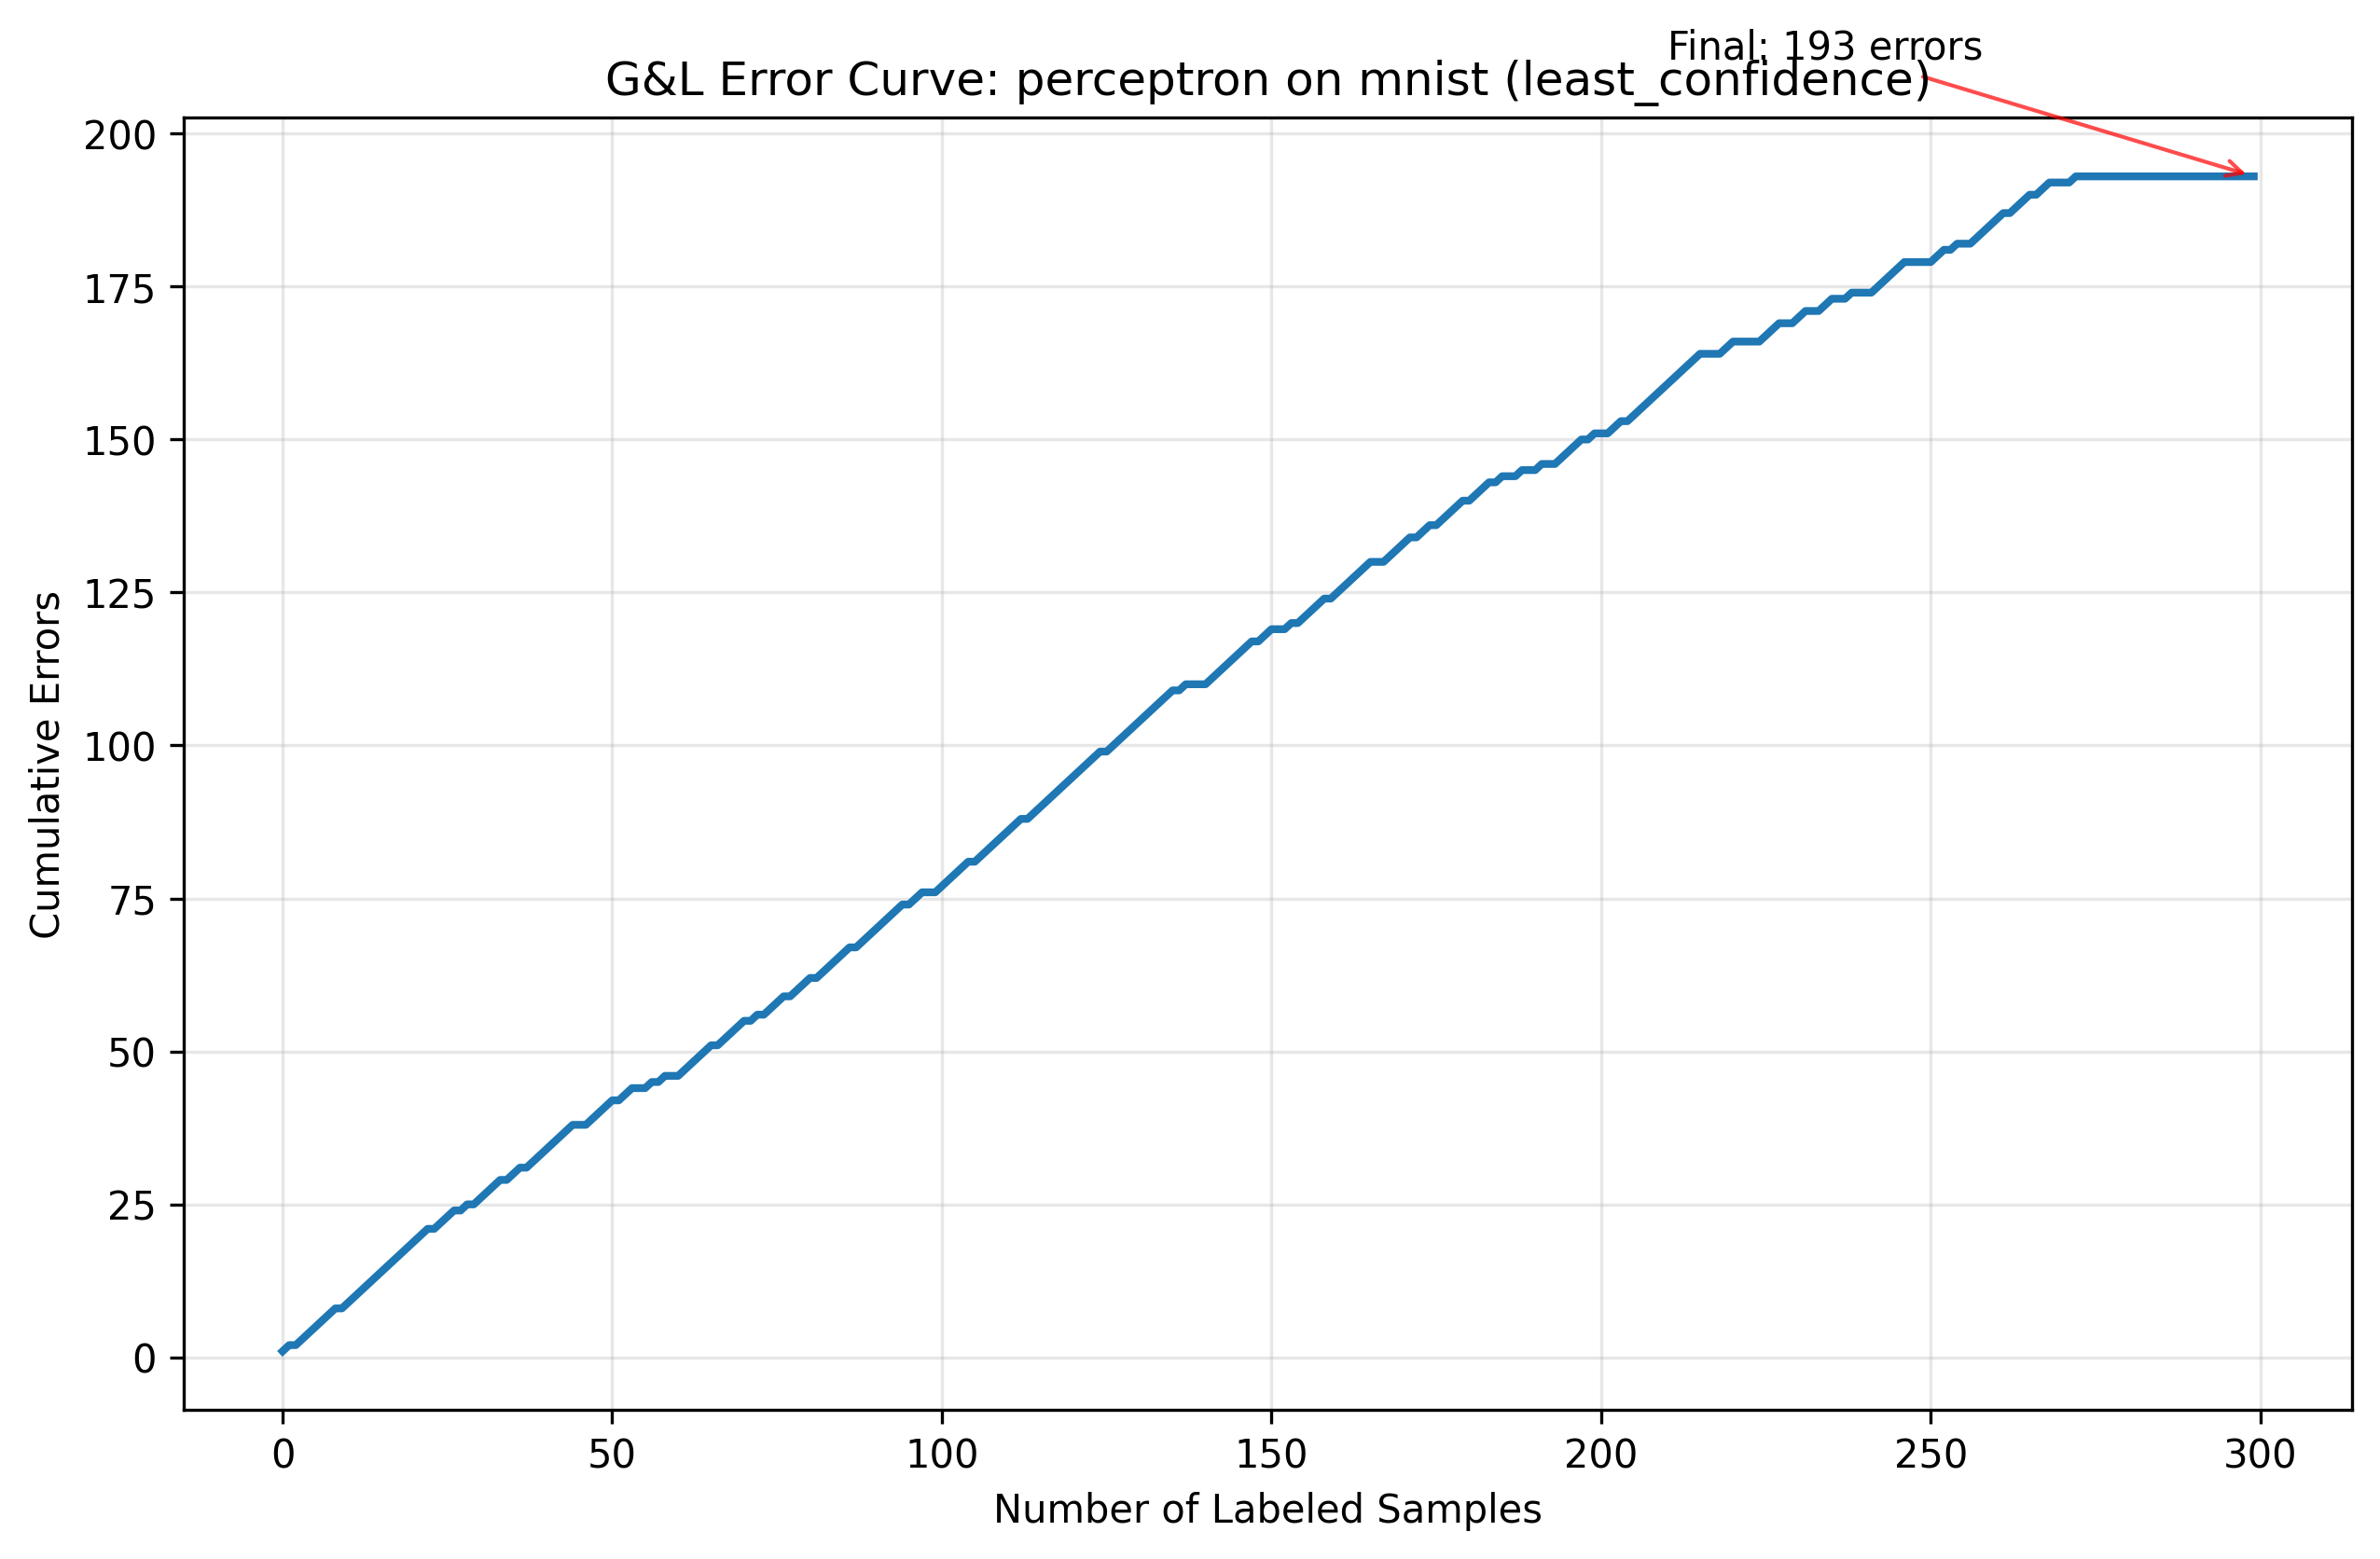 Final: 193 errors
G&L Error Curve: perceptron on mnist (least_confidence)
200
175
150
125
100
75
50
25
0
Cumulative Errors
0 50 100 150 200 250 300
Number of Labeled Samples